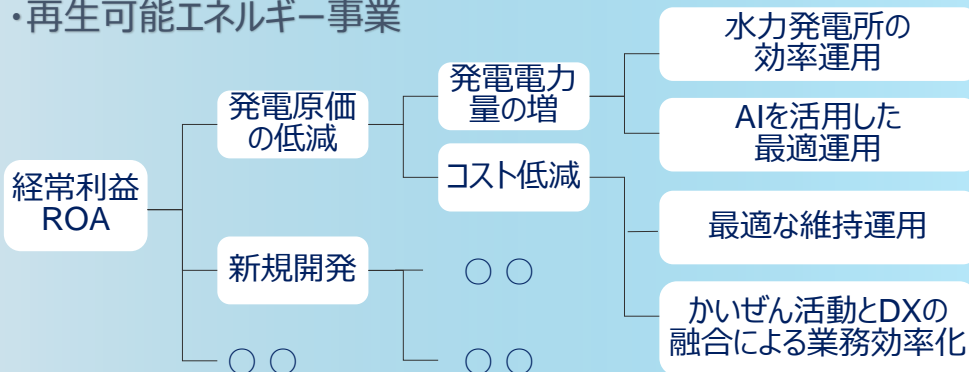 ・再生可能エネルギー事業
水力発電所の
効率運用
発電電力
量の増
発電原価
の低減
AIを活用した
最適運用
コスト低減
経常利益
ROA
最適な維持運用
新規開発
○ ○
かいぜん活動とDXの
融合による業務効率化
○ ○
○ ○